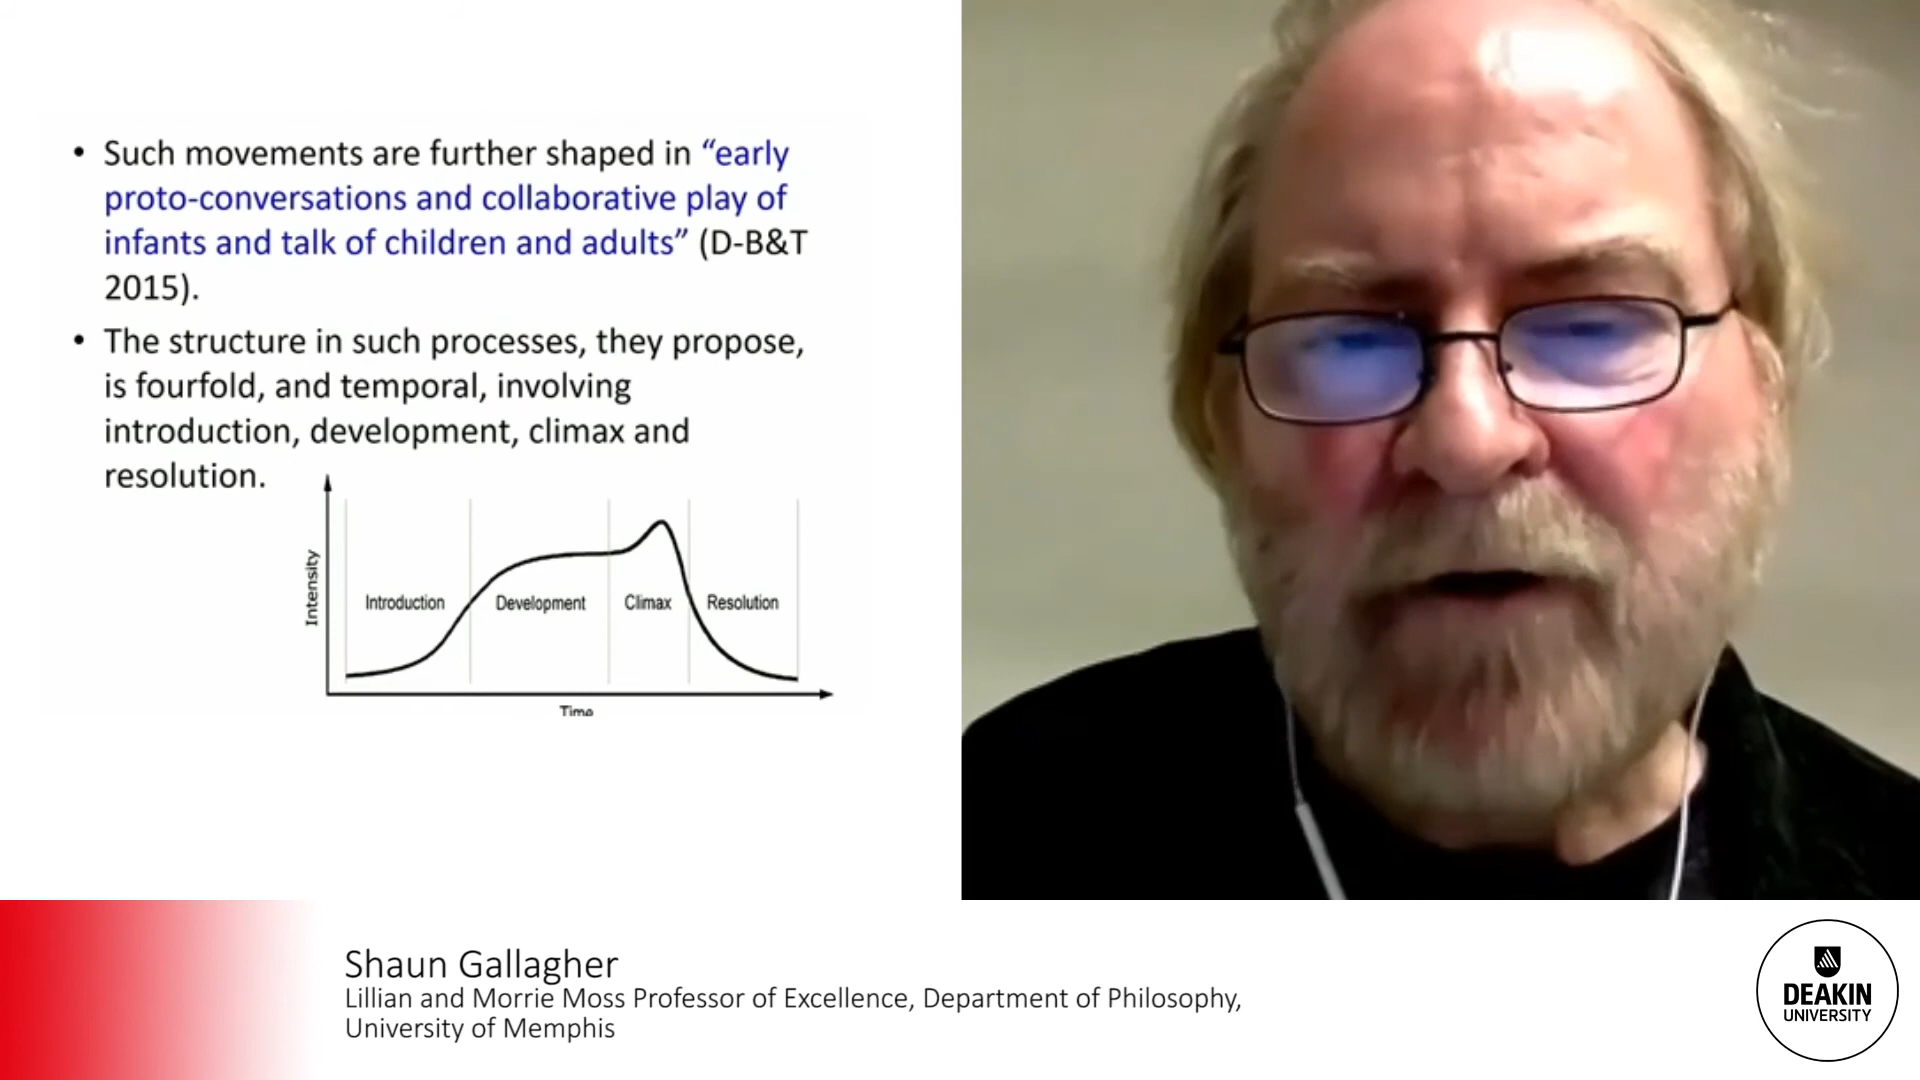 • Such movements are further shaped in “early
proto-conversations and collaborative play of
infants and talk of children and adults” (D-B&T
2015).
• The structure in such processes, they propose,
is fourfold, and temporal, involving
introduction, development, climax and
resolution.
Intensity
Introduction
Development
Climax
Resolution
Time
Shaun Gallagher
Lillian and Morrie Moss Professor of Excellence, Department of Philosophy,
University of Memphis
DEAKIN
UNIVERSITY